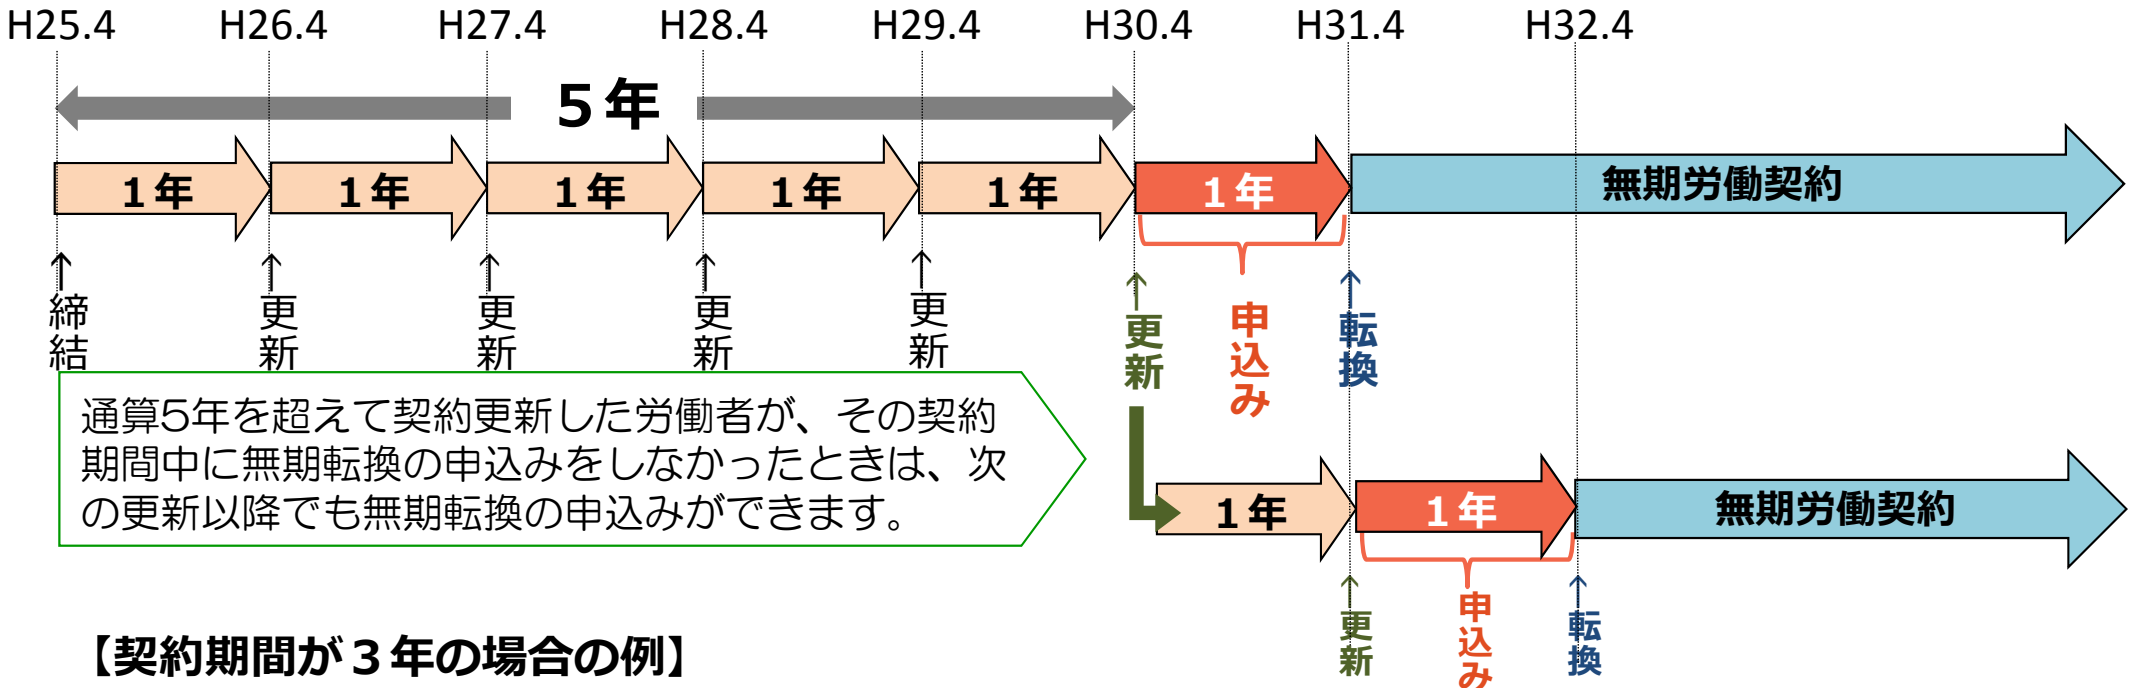 H25.4 H26.4 H27.4 H28.4 H29.4 H30.4 H31.4 H32.4
5年
1年 1年 1年 1年 1年 1年 無期労働契約
↑締結 ↑更新 ↑更新 ↑更新 ↑更新 ↑更新 申込み ↑転換
通算5年を超えて契約更新した労働者が、その契約
期間中に無期転換の申込みをしなかったときは、次
の更新以降でも無期転換の申込みができます。
1年 1年 無期労働契約
↑更新 申込み ↑転換
【契約期間が3年の場合の例】